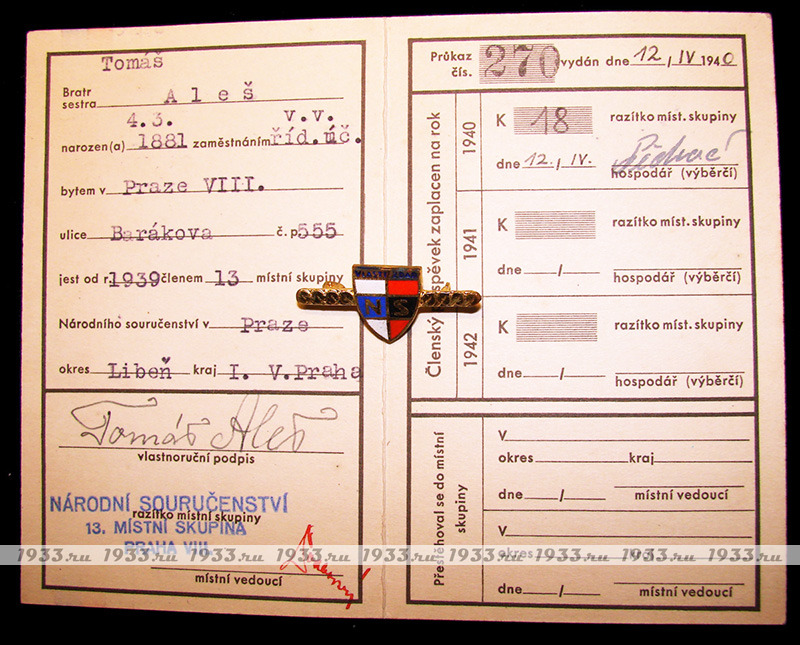 Tomáš
Bratr
sestra Aleš
4.3. v.v.
narozen(a) 1881 zaměstnáním říd.uč.
bytem v Praze VIII.
ulice Barákova č.p 555
jest od r. 1939 členem 13 místní skupiny
Národního souručenství v Praze
okres Libeň kraj I. V. Praha
Tomáš Aleš
vlastnoruční podpis
NÁRODNÍ SOURUČENSTVÍ
razítko místní skupiny
13. MÍSTNÍ SKUPINA
PRAHA VIII.
místní vedoucí
Průkaz
čís. 270 vydán dne 12/IV 1940
Členský zaplacen na rok
1940
K 18 razítko míst. skupiny
dne 12./IV.
hospodář (výběrčí)
1941
K razítko míst. skupiny
dne /
hospodář (výběrčí)
1942
K razítko míst. skupiny
dne /
hospodář (výběrčí)
Přestěhoval se do místní
skupiny
V
okres kraj
dne / místní vedoucí
V
okres kraj
dne / místní vedoucí
VLASTI ZDAR
NS
1933.ru 1933.ru 1933.ru 1933.ru 1933.ru 1933.ru 1933.ru 1933.ru 1933.ru